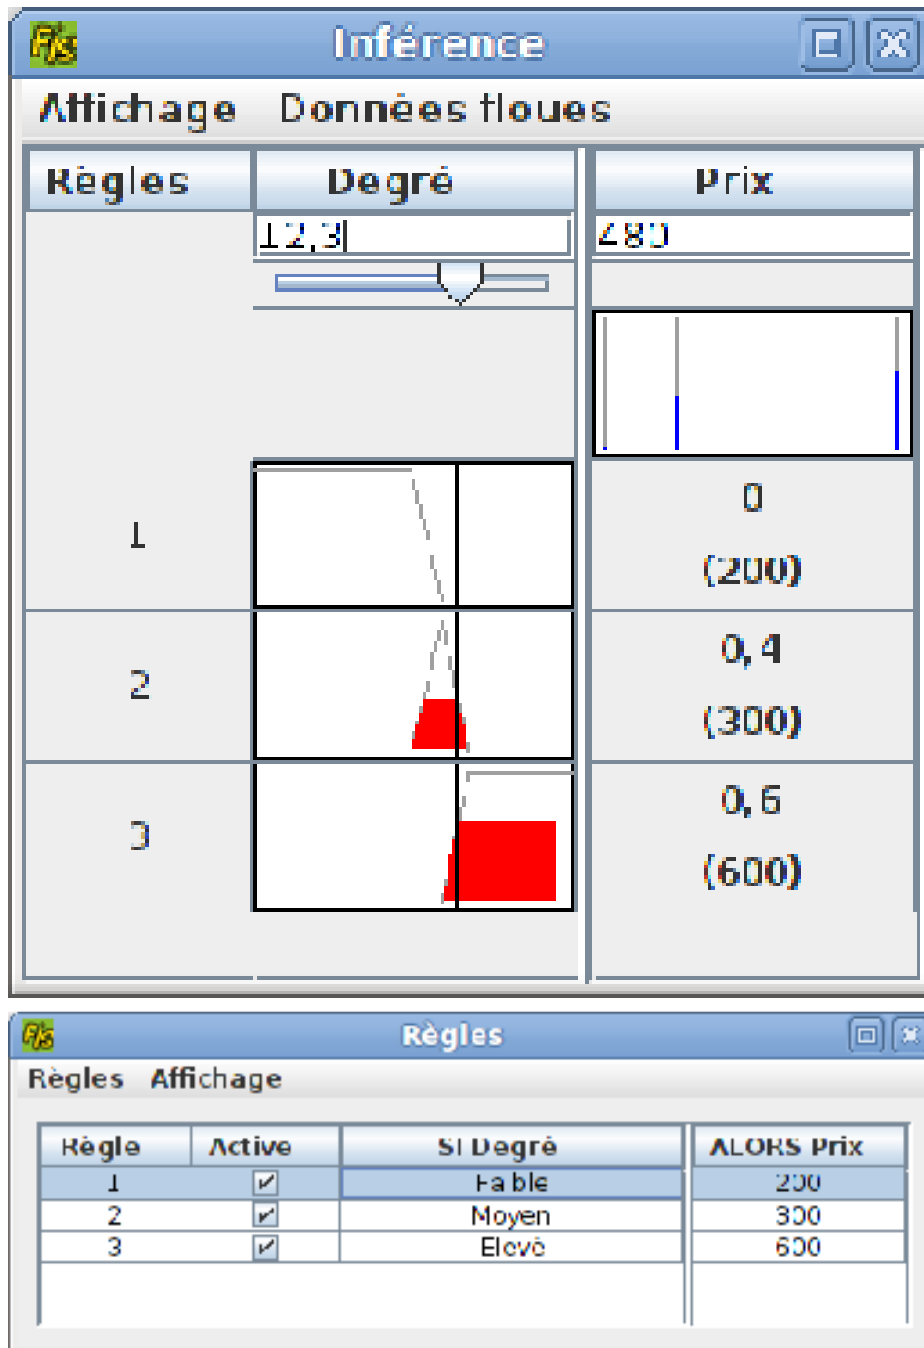 Inférence
Affichage Données floues
Règles Degré Prix
12,3 480
1 0
(200)
2 0,4
(300)
3 0,6
(600)
Règles
Règles Affichage
Règle Active SI Degré ALORS Prix
1 Faible 200
2 Moyen 300
3 Elevé 600